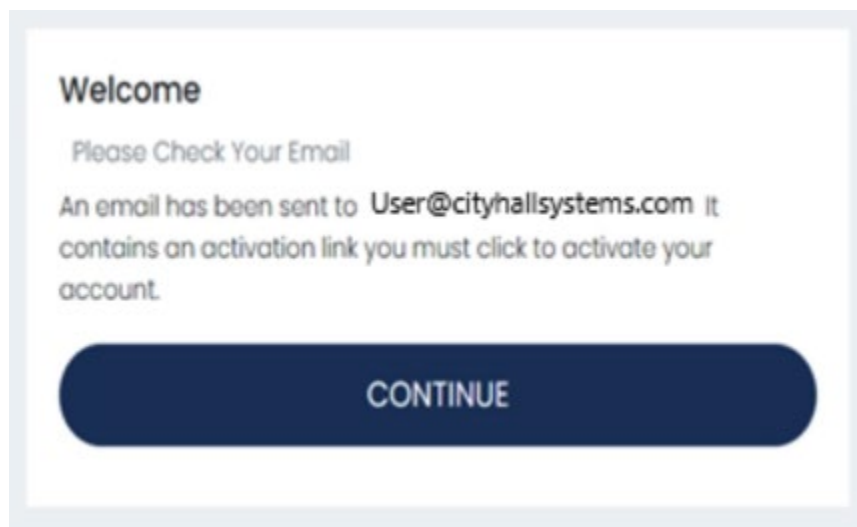 Welcome
Please Check Your Email
An email has been sent to User@cityhallsystems.com It
contains an activation link you must click to activate your
account.
CONTINUE